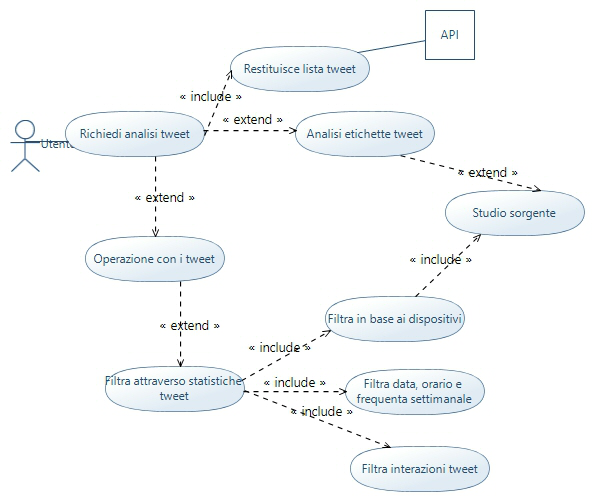 API
Restituisce lista tweet
« include »
« extend »
Utente
Richiedi analisi tweet
Analisi etichette tweet
« extend »
« extend »
Studio sorgente
Operazione con i tweet
« include »
« extend »
Filtra in base ai dispositivi
« include »
Filtra attraverso statistiche
tweet
« include »
Filtra data, orario e
frequenta settimanale
« include »
Filtra interazioni tweet